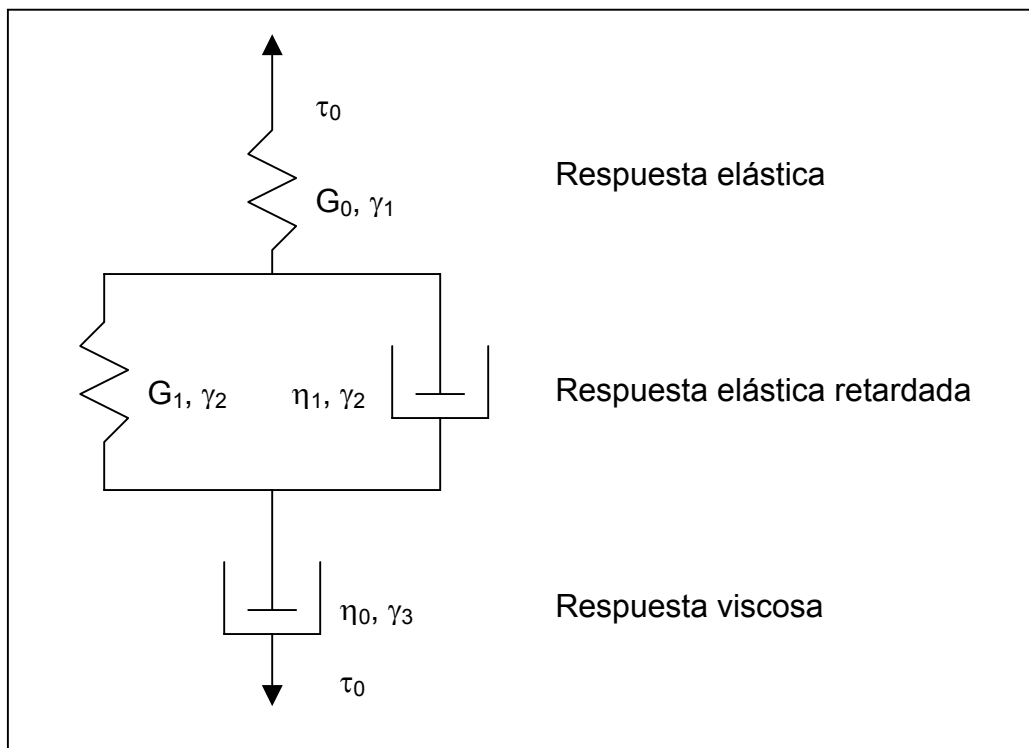 τ₀
Respuesta elástica
G₀, γ₁
G₁, γ₂
η₁, γ₂
Respuesta elástica retardada
η₀, γ₃
Respuesta viscosa
τ₀